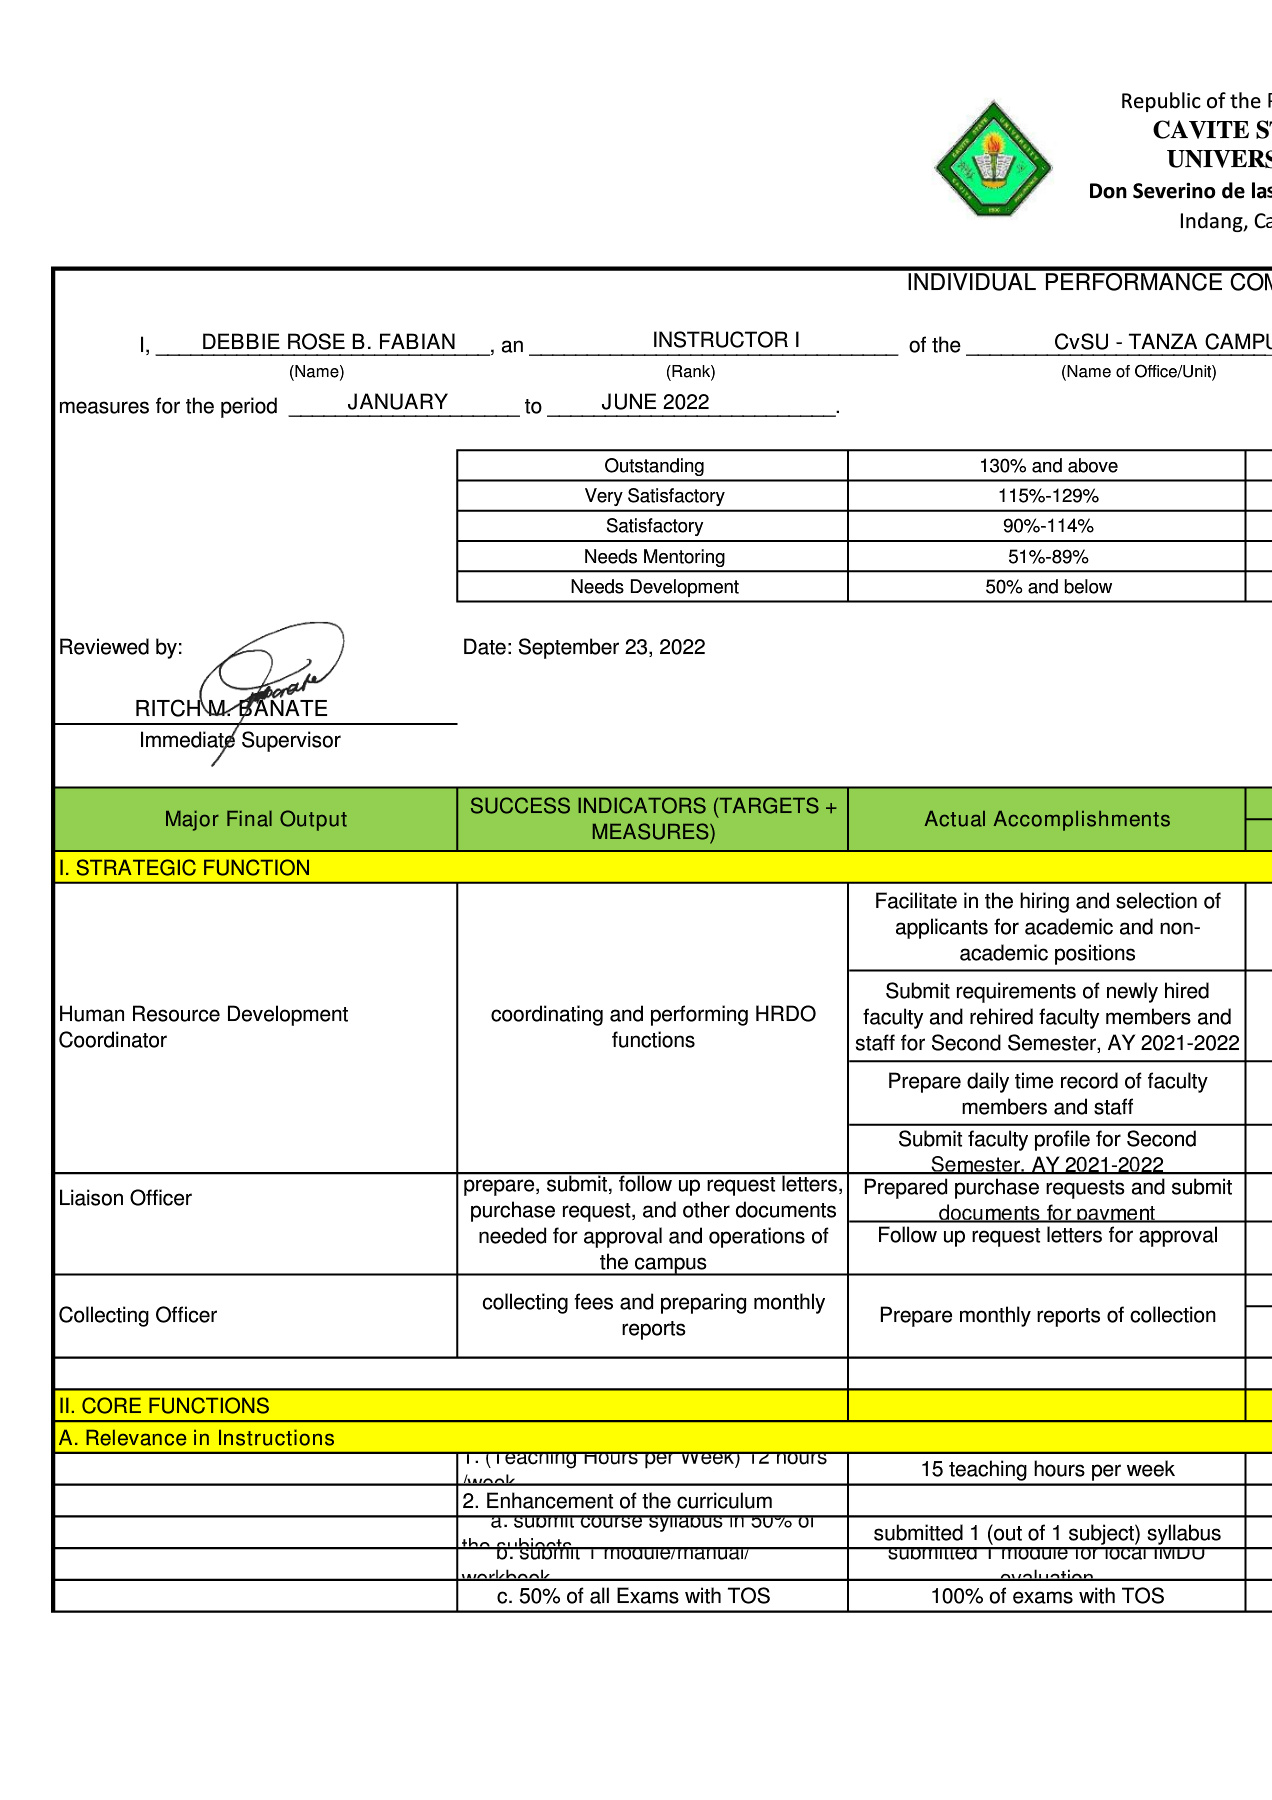 Republic of the
CAVITE
UNIVERS
Don Severino de las
Indang, Ca
INDIVIDUAL PERFORMANCE COM
I, DEBBIE ROSE B. FABIAN, an INSTRUCTOR I of the CvSU - TANZA CAMPU
(Name) (Rank) (Name of Office/Unit)
measures for the period JANUARY to JUNE 2022.
Outstanding 130% and above
Very Satisfactory 115%-129%
Satisfactory 90%-114%
Needs Mentoring 51%-89%
Needs Development 50% and below
Reviewed by: Date: September 23, 2022
RITCH M. BANATE
Immediate Supervisor
Major Final Output
SUCCESS INDICATORS (TARGETS +
MEASURES)
Actual Accomplishments
I. STRATEGIC FUNCTION
Human Resource Development
Coordinator
coordinating and performing HRDO
functions
Facilitate in the hiring and selection of
applicants for academic and non-
academic positions
Submit requirements of newly hired
faculty and rehired faculty members and
staff for Second Semester, AY 2021-2022
Prepare daily time record of faculty
members and staff
Submit faculty profile for Second
Semester, AY 2021-2022
Liaison Officer
prepare, submit, follow up request letters,
purchase request, and other documents
needed for approval and operations of
the campus
Prepared purchase requests and submit
documents for payment
Follow up request letters for approval
Collecting Officer
collecting fees and preparing monthly
reports
Prepare monthly reports of collection
II. CORE FUNCTIONS
A. Relevance in Instructions
1. (Teaching Hours per Week) 12 hours
/week
15 teaching hours per week
2. Enhancement of the curriculum
a. submit course syllabus in 50% of
the subjects
submitted 1 (out of 1 subject) syllabus
b. submit 1 module/manual/
workbook
submitted 1 module for local IMDU
evaluation
c. 50% of all Exams with TOS
100% of exams with TOS